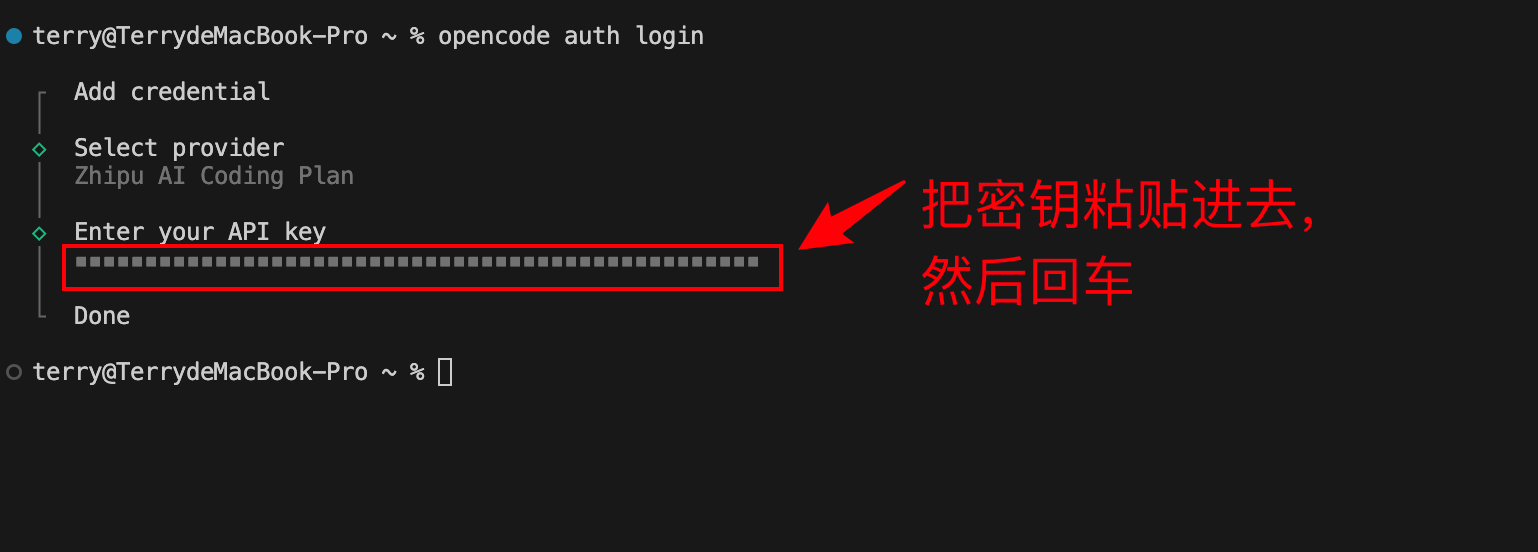 terry@TerrydeMacBook-Pro ~ % opencode auth login
Add credential
Select provider
Zhipu AI Coding Plan
Enter your API key
▪▪▪▪▪▪▪▪▪▪▪▪▪▪▪▪▪▪▪▪▪▪▪▪▪▪▪▪▪▪▪▪▪▪▪▪▪▪▪▪▪▪▪▪▪▪▪▪▪
把密钥粘贴进去，
然后回车
Done
terry@TerrydeMacBook-Pro ~ %